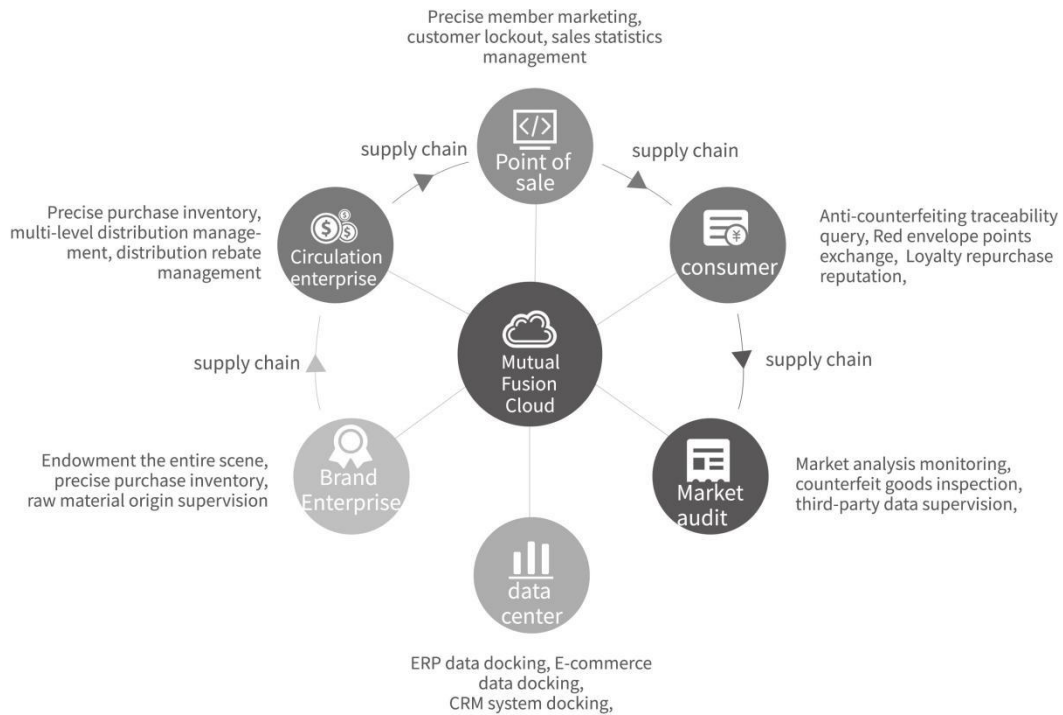 Precise member marketing,
customer lockout, sales statistics
management
Point of
sale
supply chain
supply chain
Precise purchase inventory,
multi-level distribution manage-
ment, distribution rebate
management
Circulation
enterprise
consumer
Anti-counterfeiting traceability
query, Red envelope points
exchange, Loyalty repurchase
reputation,
Mutual
Fusion
Cloud
supply chain
supply chain
Endowment the entire scene,
precise purchase inventory,
raw material origin supervision
Brand
Enterprise
Market
audit
Market analysis monitoring,
counterfeit goods inspection,
third-party data supervision,
data
center
ERP data docking, E-commerce
data docking,
CRM system docking,